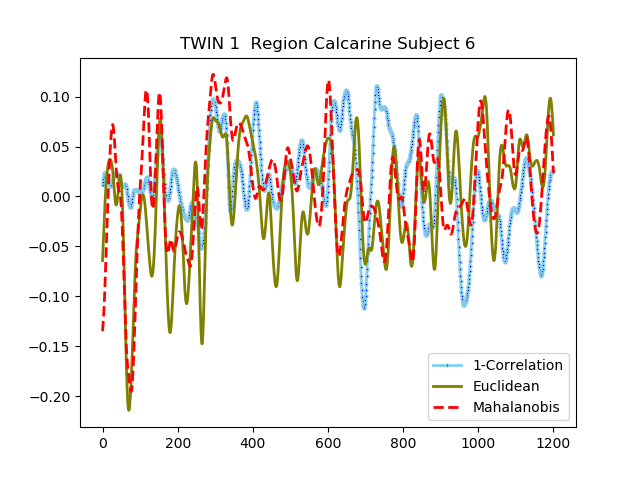 TWIN 1  Region Calcarine Subject 6
0.10
0.05
0.00
−0.05
−0.10
−0.15
−0.20
0 200 400 600 800 1000 1200
1-Correlation
Euclidean
Mahalanobis